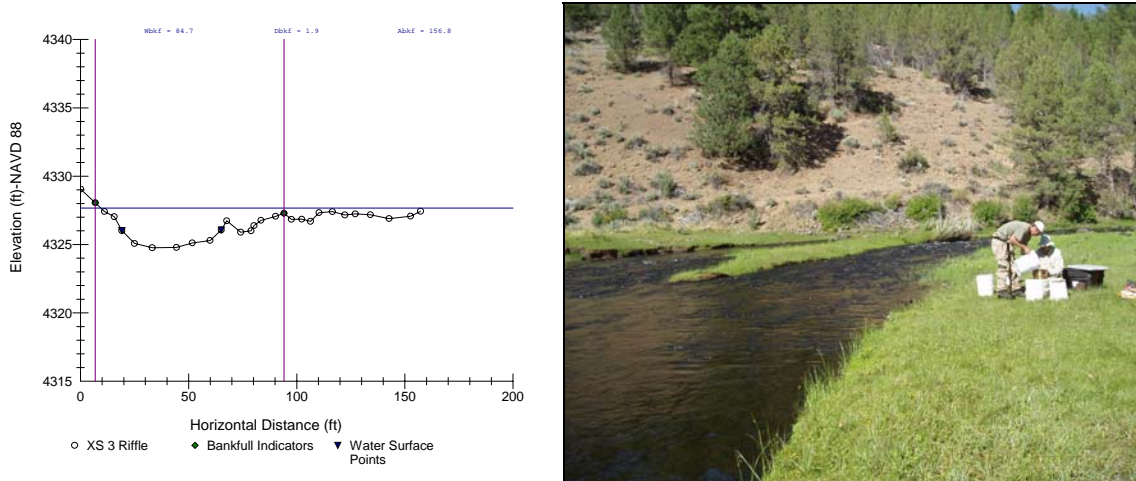 Wbkf = 84.7 Dbkf = 1.9 Abkf = 156.8
4340
4335
4330
4325
4320
4315
Elevation (ft)-NAVD 88
0 50 100 150 200
Horizontal Distance (ft)
XS 3 Riffle Bankfull Indicators Water Surface Points